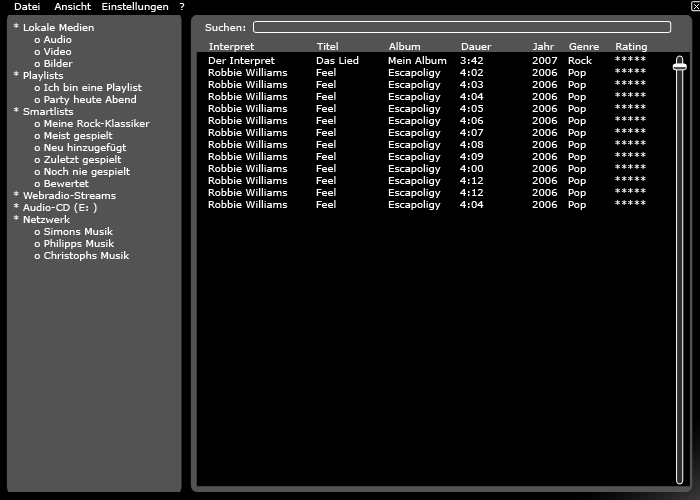 Datei Ansicht Einstellungen ?
* Lokale Medien
o Audio
o Video
o Bilder
* Playlists
o Ich bin eine Playlist
o Party heute Abend
* Smartlists
o Meine Rock-Klassiker
o Meist gespielt
o Neu hinzugefügt
o Zuletzt gespielt
o Noch nie gespielt
o Bewertet
* Webradio-Streams
* Audio-CD (E: )
* Netzwerk
o Simons Musik
o Philipps Musik
o Christophs Musik
Suchen:
Interpret Titel Album Dauer Jahr Genre Rating
Der Interpret Das Lied Mein Album 3:42 2007 Rock *****
Robbie Williams Feel Escapoligy 4:02 2006 Pop *****
Robbie Williams Feel Escapoligy 4:03 2006 Pop *****
Robbie Williams Feel Escapoligy 4:04 2006 Pop *****
Robbie Williams Feel Escapoligy 4:05 2006 Pop *****
Robbie Williams Feel Escapoligy 4:06 2006 Pop *****
Robbie Williams Feel Escapoligy 4:07 2006 Pop *****
Robbie Williams Feel Escapoligy 4:08 2006 Pop *****
Robbie Williams Feel Escapoligy 4:09 2006 Pop *****
Robbie Williams Feel Escapoligy 4:00 2006 Pop *****
Robbie Williams Feel Escapoligy 4:12 2006 Pop *****
Robbie Williams Feel Escapoligy 4:12 2006 Pop *****
Robbie Williams Feel Escapoligy 4:04 2006 Pop *****